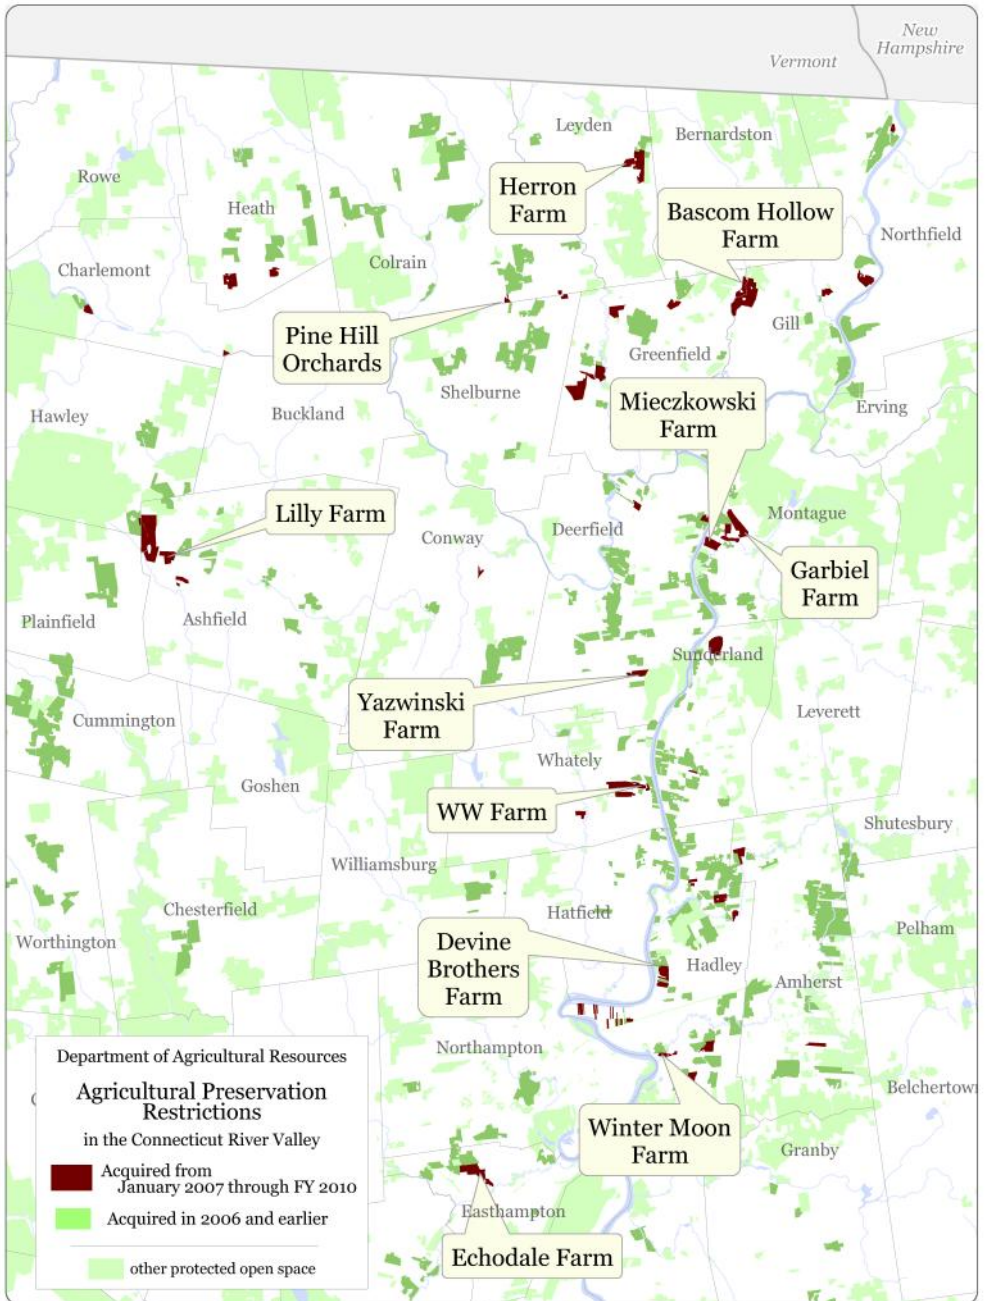 New
Hampshire
Vermont
Leyden
Bernardston
Rowe
Herron
Farm
Heath
Bascom Hollow
Farm
Northfield
Charlemont
Colrain
Pine Hill
Orchards
Gill
Greenfield
Shelburne
Mieczkowski
Farm
Hawley
Buckland
Erving
Lilly Farm
Conway
Deerfield
Montague
Garbiel
Farm
Plainfield
Ashfield
Sunderland
Yazwinski
Farm
Cummington
Leverett
Whately
Goshen
WW Farm
Shutesbury
Williamsburg
Chesterfield
Hatfield
Worthington
Pelham
Devine
Brothers
Farm
Hadley
Amherst
Northampton
Belchertown
Winter Moon
Farm
Granby
Easthampton
Echodale Farm
Department of Agricultural Resources
Agricultural Preservation
Restrictions
in the Connecticut River Valley
Acquired from
January 2007 through FY 2010
Acquired in 2006 and earlier
other protected open space